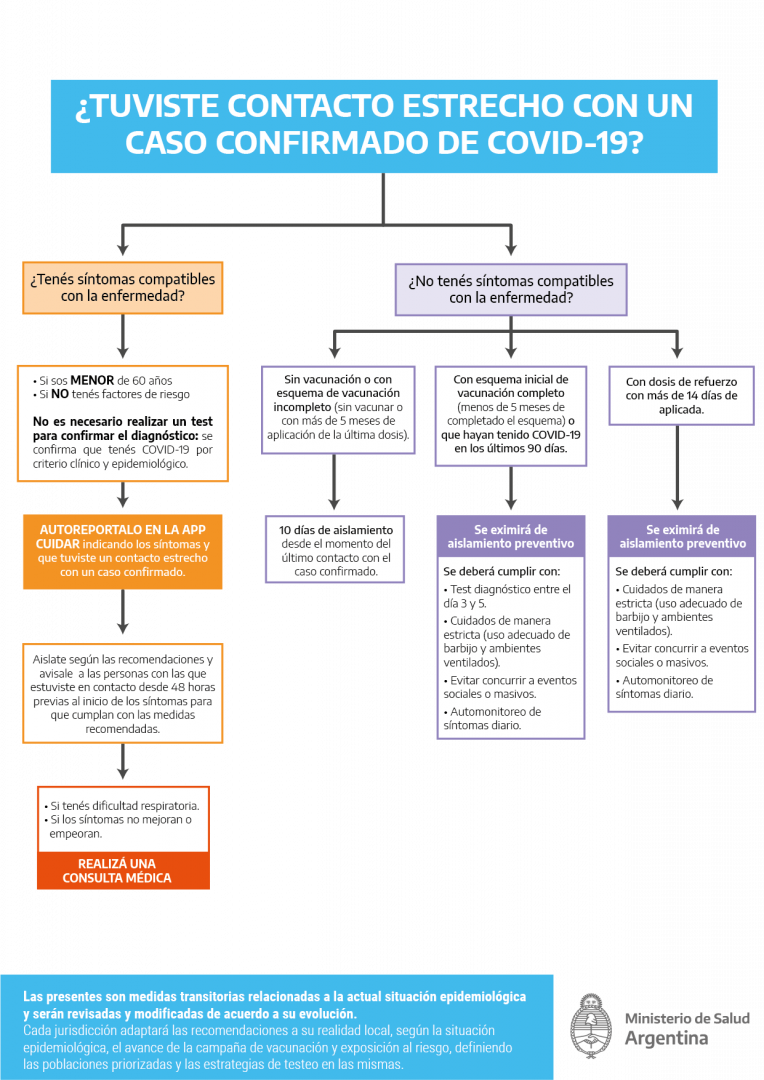 ¿TUVISTE CONTACTO ESTRECHO CON UN
CASO CONFIRMADO DE COVID-19?
¿Tenés síntomas compatibles
con la enfermedad?
• Si sos MENOR de 60 años
• Si NO tenés factores de riesgo
No es necesario realizar un test
para confirmar el diagnóstico: se
confirma que tenés COVID-19 por
criterio clínico y epidemiológico.
AUTOREPORTALO EN LA APP
CUIDAR indicando los síntomas y
que tuviste un contacto estrecho
con un caso confirmado.
Aislate según las recomendaciones y
avisale a las personas con las que
estuviste en contacto desde 48 horas
previas al inicio de los síntomas para
que cumplan con las medidas
recomendadas.
• Si tenés dificultad respiratoria.
• Si los síntomas no mejoran o
empeoran.
REALIZÁ UNA
CONSULTA MÉDICA
¿No tenés síntomas compatibles
con la enfermedad?
Sin vacunación o con
esquema de vacunación
incompleto (sin vacunar o
con más de 5 meses de
aplicación de la última dosis).
10 días de aislamiento
desde el momento del
último contacto con el
caso confirmado.
Con esquema inicial de
vacunación completo
(menos de 5 meses de
completado el esquema) o
que hayan tenido COVID-19
en los últimos 90 días.
Se eximirá de
aislamiento preventivo
Se deberá cumplir con:
• Test diagnóstico entre el
día 3 y 5.
• Cuidados de manera
estricta (uso adecuado de
barbijo y ambientes
ventilados).
• Evitar concurrir a eventos
sociales o masivos.
• Automonitoreo de
síntomas diario.
Con dosis de refuerzo
con más de 14 días de
aplicada.
Se eximirá de
aislamiento preventivo
Se deberá cumplir con:
• Cuidados de manera
estricta (uso adecuado de
barbijo y ambientes
ventilados).
• Evitar concurrir a eventos
sociales o masivos.
• Automonitoreo de
síntomas diario.
Las presentes son medidas transitorias relacionadas a la actual situación epidemiológica
y serán revisadas y modificadas de acuerdo a su evolución.
Cada jurisdicción adaptará las recomendaciones a su realidad local, según la situación
epidemiológica, el avance de la campaña de vacunación y exposición al riesgo, definiendo
las poblaciones priorizadas y las estrategias de testeo en las mismas.
Ministerio de Salud
Argentina